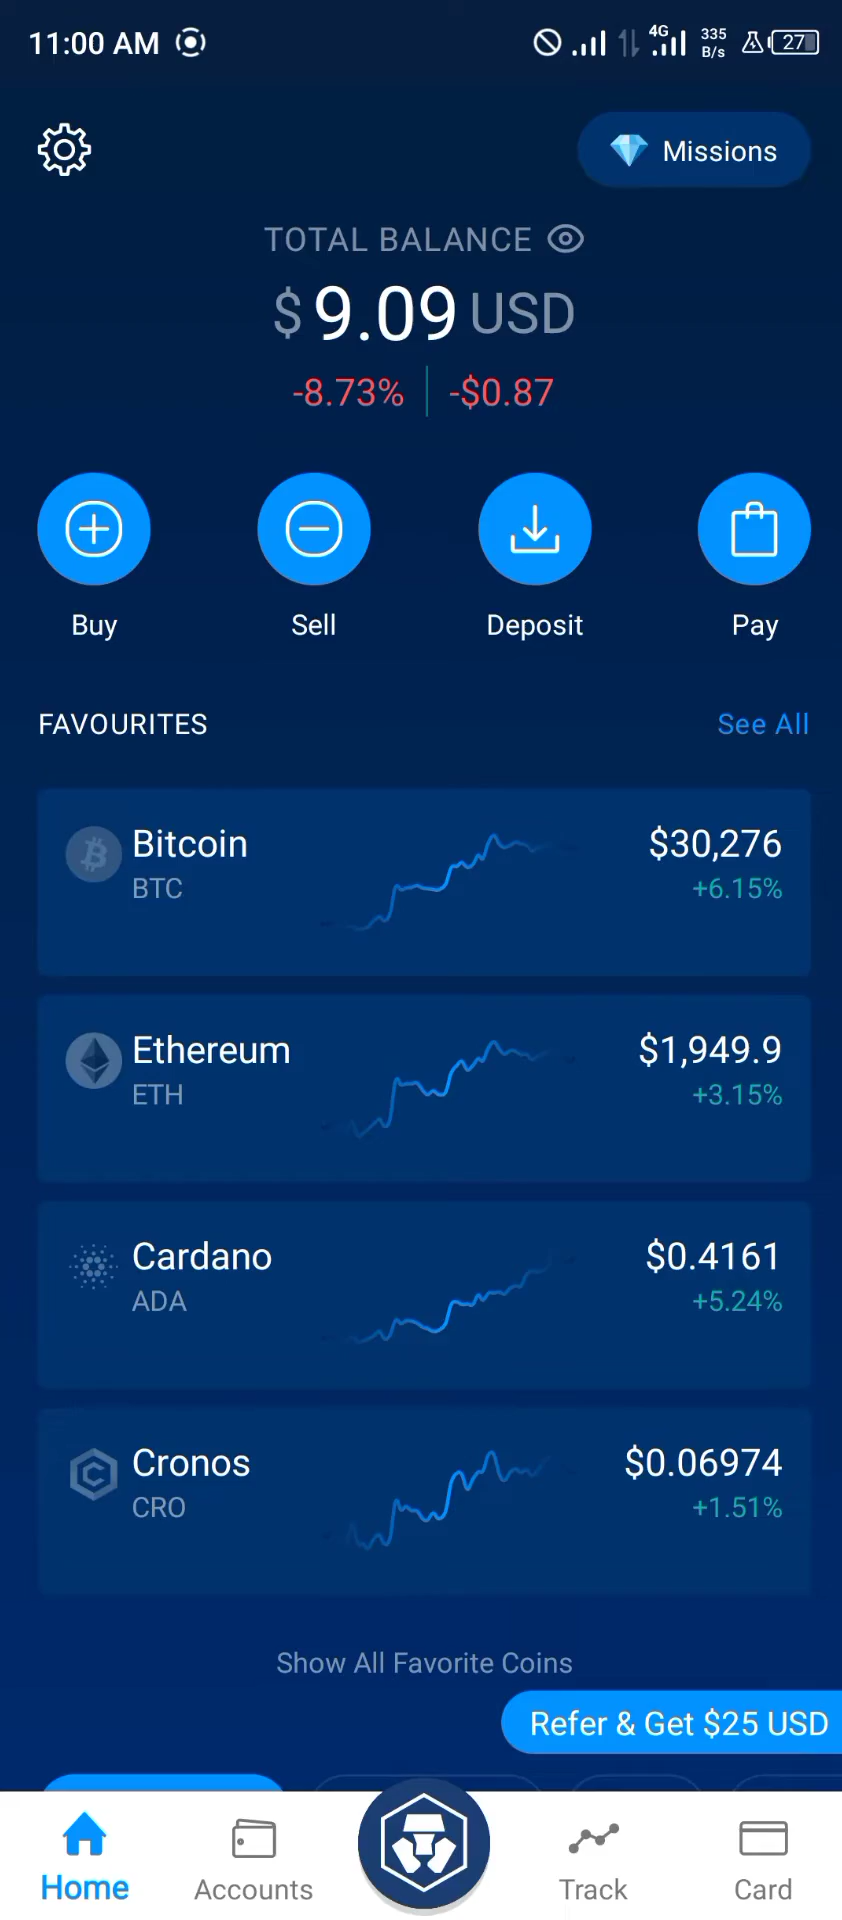 11:00 AM
4G
335
B/s
27
Missions
TOTAL BALANCE
$ 9.09 USD
-8.73% -$0.87
Buy Sell Deposit Pay
FAVOURITES See All
Bitcoin $30,276
BTC +6.15%
Ethereum $1,949.9
ETH +3.15%
Cardano $0.4161
ADA +5.24%
Cronos $0.06974
CRO +1.51%
Show All Favorite Coins
Refer & Get $25 USD
Home Accounts Track Card